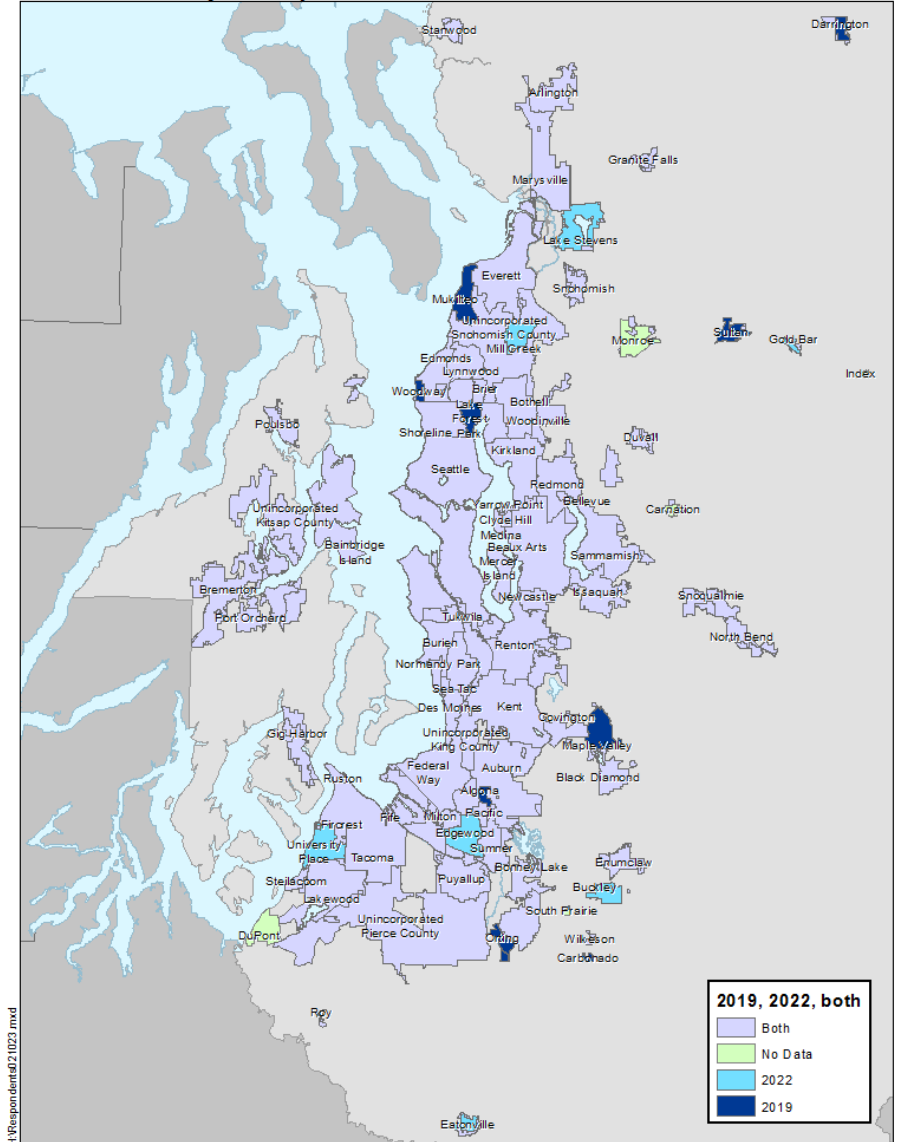 Stanwood
Darrington
Arlington
Granite Falls
Marysville
Lake Stevens
Everett
Snohomish
Mukilteo
Unincorporated
Snohomish County
Mill Creek
Monroe
Sultan
Gold Bar
Index
Edmonds
Lynnwood
Woodway
Brier
Lake
Forest
Park
Bothell
Woodinville
Poulsbo
Shoreline
Duvall
Kirkland
Seattle
Redmond
Unincorporated
Kitsap County
Yarrow Point
Bellevue
Carnation
Clyde Hill
Medina
Beaux Arts
Bainbridge
Island
Mercer
Island
Sammamish
Bremerton
Newcastle
Issaquah
Snoqualmie
Port Orchard
Tukwila
North Bend
Burien
Renton
Normandy Park
Sea Tac
Des Moines
Kent
Covington
Gig Harbor
Unincorporated
King County
Maple Valley
Federal
Way
Auburn
Black Diamond
Ruston
Algona
Fife
Milton
Pacific
Fircrest
Edgewood
University
Place
Sumner
Tacoma
Bonney Lake
Enumclaw
Steilacoom
Puyallup
Buckley
Lakewood
South Prairie
Unincorporated
Pierce County
DuPont
Orting
Wilkeson
Carbonado
Roy
Eatonville
2019, 2022, both
Both
No Data
2022
2019
H:\Respondents021023.mxd